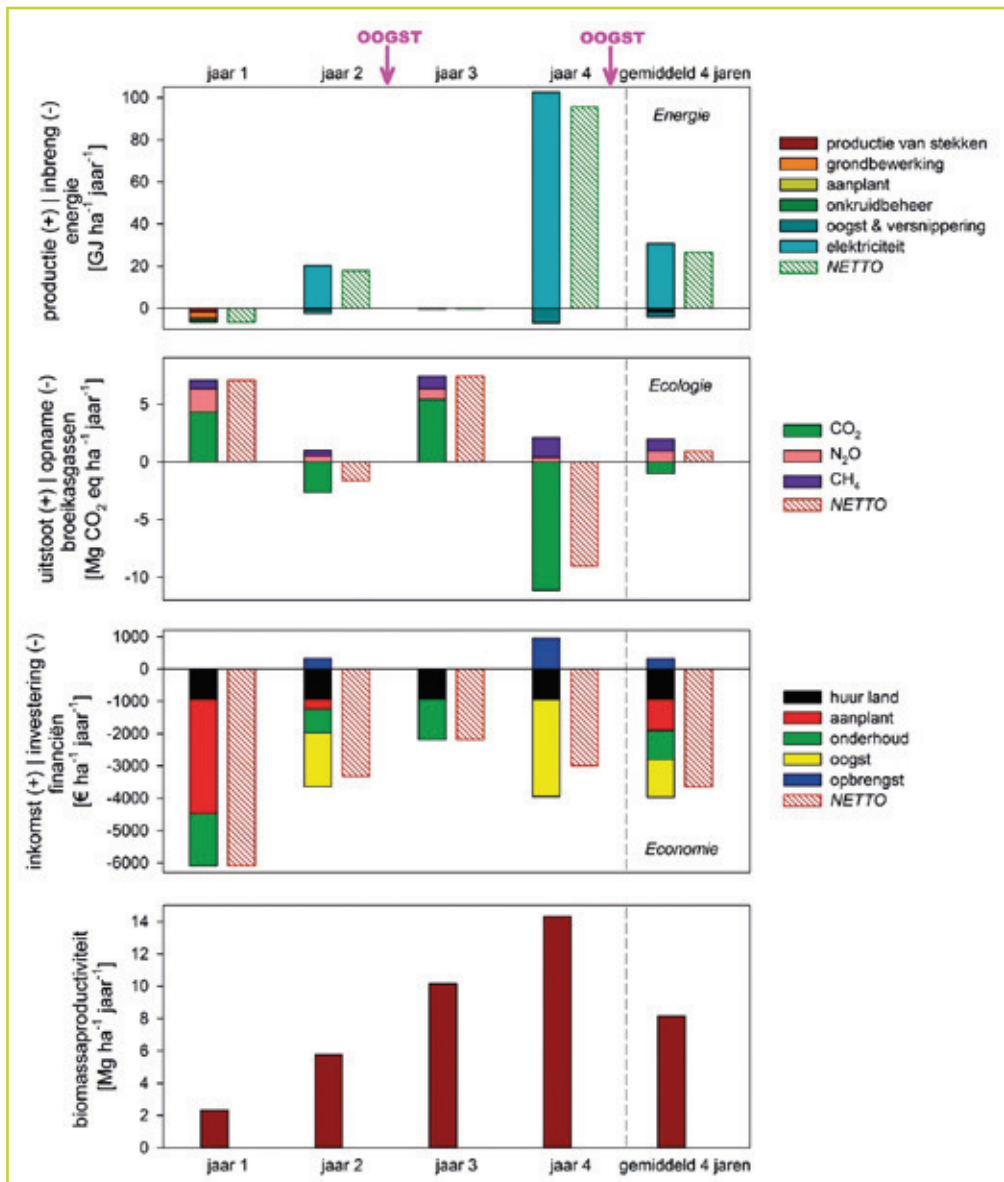 OOGST OOGST
jaar 1 jaar 2 jaar 3 jaar 4 gemiddeld 4 jaren
productie (+) | inbreng (-)
energie
[GJ ha⁻¹ jaar⁻¹]
100
80
60
40
20
0
Energie
productie van stekken
grondbewerking
aanplant
onkruidbeheer
oogst & versnippering
elektriciteit
NETTO
uitstoot (+) | opname (-)
broeikasgassen
[Mg CO₂ eq ha⁻¹ jaar⁻¹]
5
0
-5
-10
Ecologie
CO₂
N₂O
CH₄
NETTO
inkomst (+) | investering (-)
financiën
[€ ha⁻¹ jaar⁻¹]
1000
0
-1000
-2000
-3000
-4000
-5000
-6000
Economie
huur land
aanplant
onderhoud
oogst
opbrengst
NETTO
biomassaproductiviteit
[Mg ha⁻¹ jaar⁻¹]
14
12
10
8
6
4
2
0
jaar 1 jaar 2 jaar 3 jaar 4 gemiddeld 4 jaren